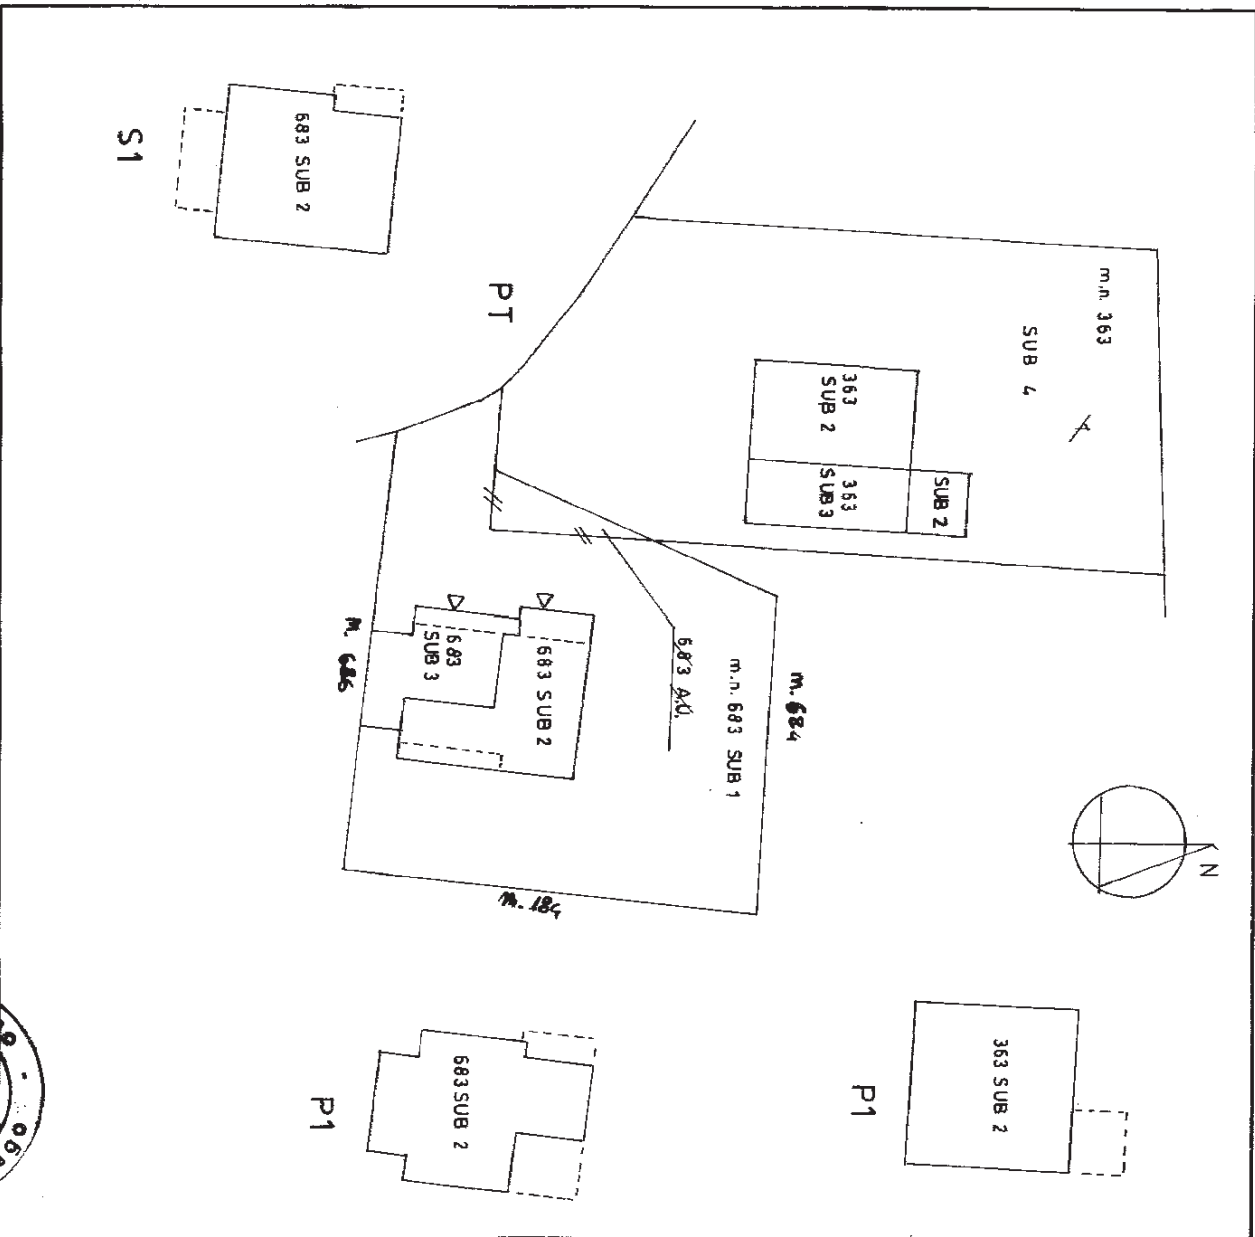 m.n. 363
SUB 4
363
SUB 2
363
SUB 3
SUB 2
PT
S1
683 SUB 2
m. 684
m.n. 683 SUB 1
683 A.U.
683 SUB 2
683
SUB 3
m. 184
N
363 SUB 2
P1
683 SUB 2
P1